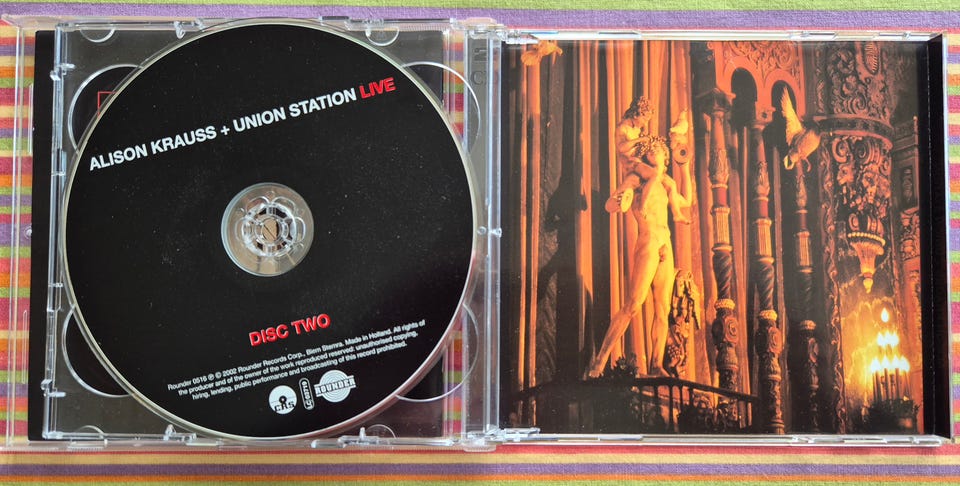 ALISON KRAUSS + UNION STATION LIVE
DISC TWO
Rounder 0516 ℗ © 2002 Rounder Records Corp., Biem Stemra. Made in Holland. All rights of
the producer and of the owner of the work reproduced reserved: unauthorised copying,
hiring, lending, public performance and broadcasting of this record prohibited.
CRS
ROUNDER